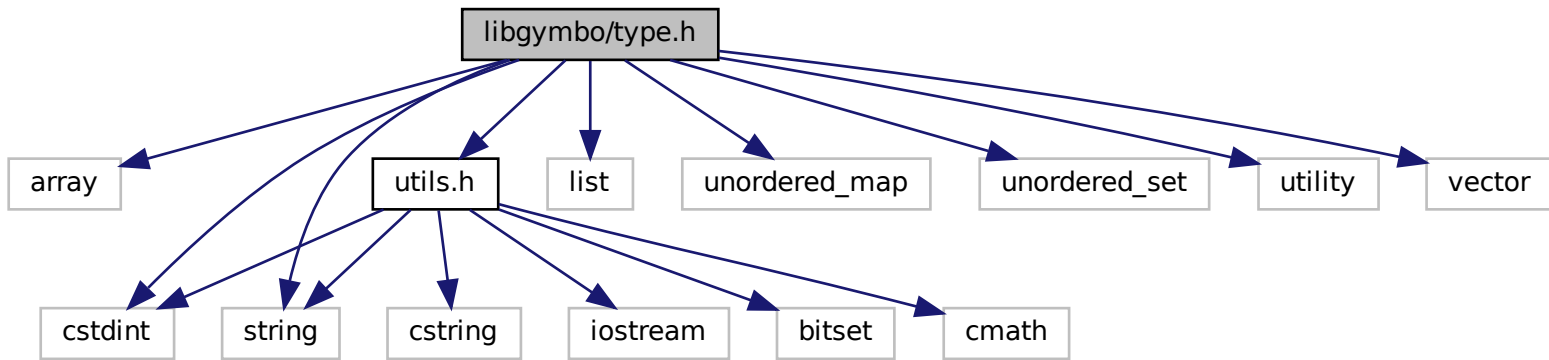 libgymbo/type.h
array
utils.h
list
unordered_map
unordered_set
utility
vector
cstdint
string
cstring
iostream
bitset
cmath